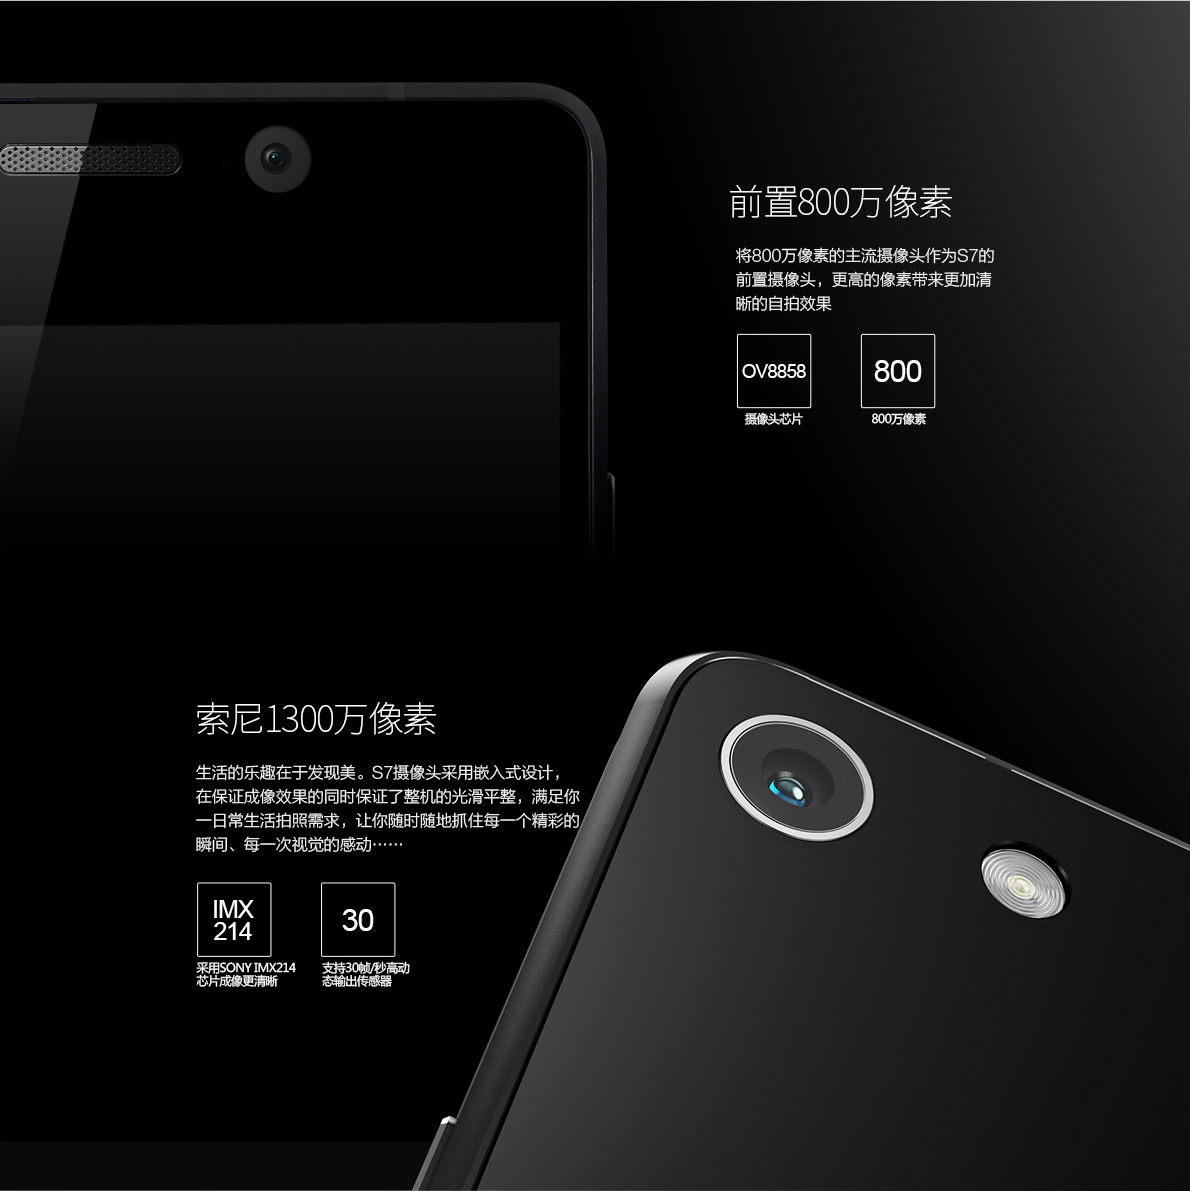 前置800万像素
将800万像素的主流摄像头作为S7的
前置摄像头，更高的像素带来更加清
晰的自拍效果
OV8858
800
摄像头芯片
800万像素
索尼1300万像素
生活的乐趣在于发现美。S7摄像头采用嵌入式设计，
在保证成像效果的同时保证了整机的光滑平整，满足你
一日常生活拍照需求，让你随时随地抓住每一个精彩的
瞬间、每一次视觉的感动……
IMX
214
30
采用SONY IMX214
芯片成像更清晰
支持30帧/秒高动
态输出传感器